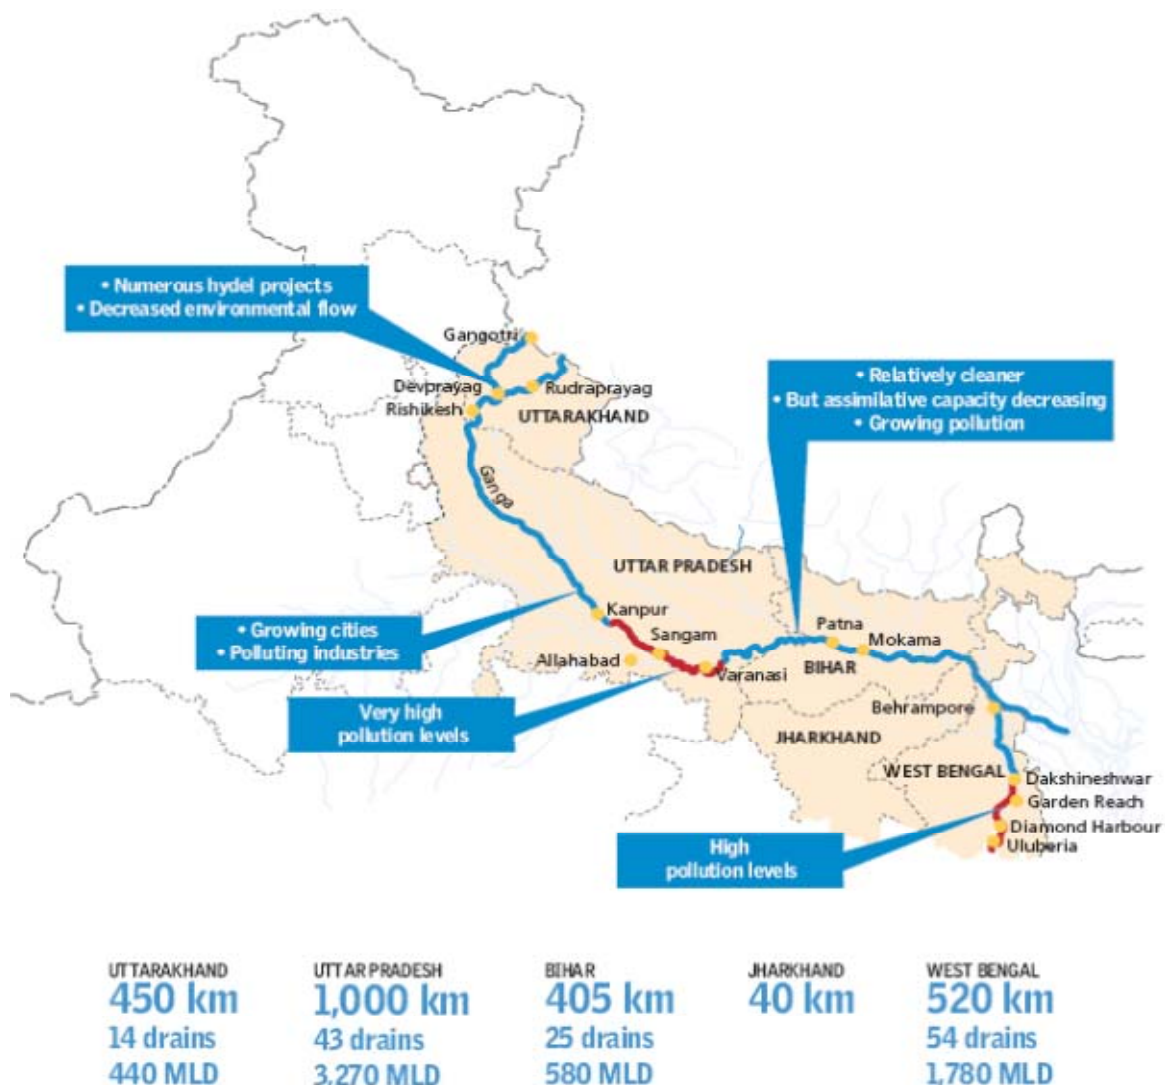 • Numerous hydel projects
• Decreased environmental flow
Gangotri
Devprayag
Rudraprayag
Rishikesh
UTTARAKHAND
• Relatively cleaner
• But assimilative capacity decreasing
• Growing pollution
Ganga
UTTAR PRADESH
• Growing cities
• Polluting industries
Kanpur
Sangam
Allahabad
Varanasi
Patna
Mokama
BIHAR
Very high
pollution levels
Behrampore
JHARKHAND
WEST BENGAL
Dakshineshwar
Garden Reach
Diamond Harbour
Uluberia
High
pollution levels
UTTARAKHAND
450 km
14 drains
440 MLD
UTTAR PRADESH
1,000 km
43 drains
3,270 MLD
BIHAR
405 km
25 drains
580 MLD
JHARKHAND
40 km
WEST BENGAL
520 km
54 drains
1,780 MLD